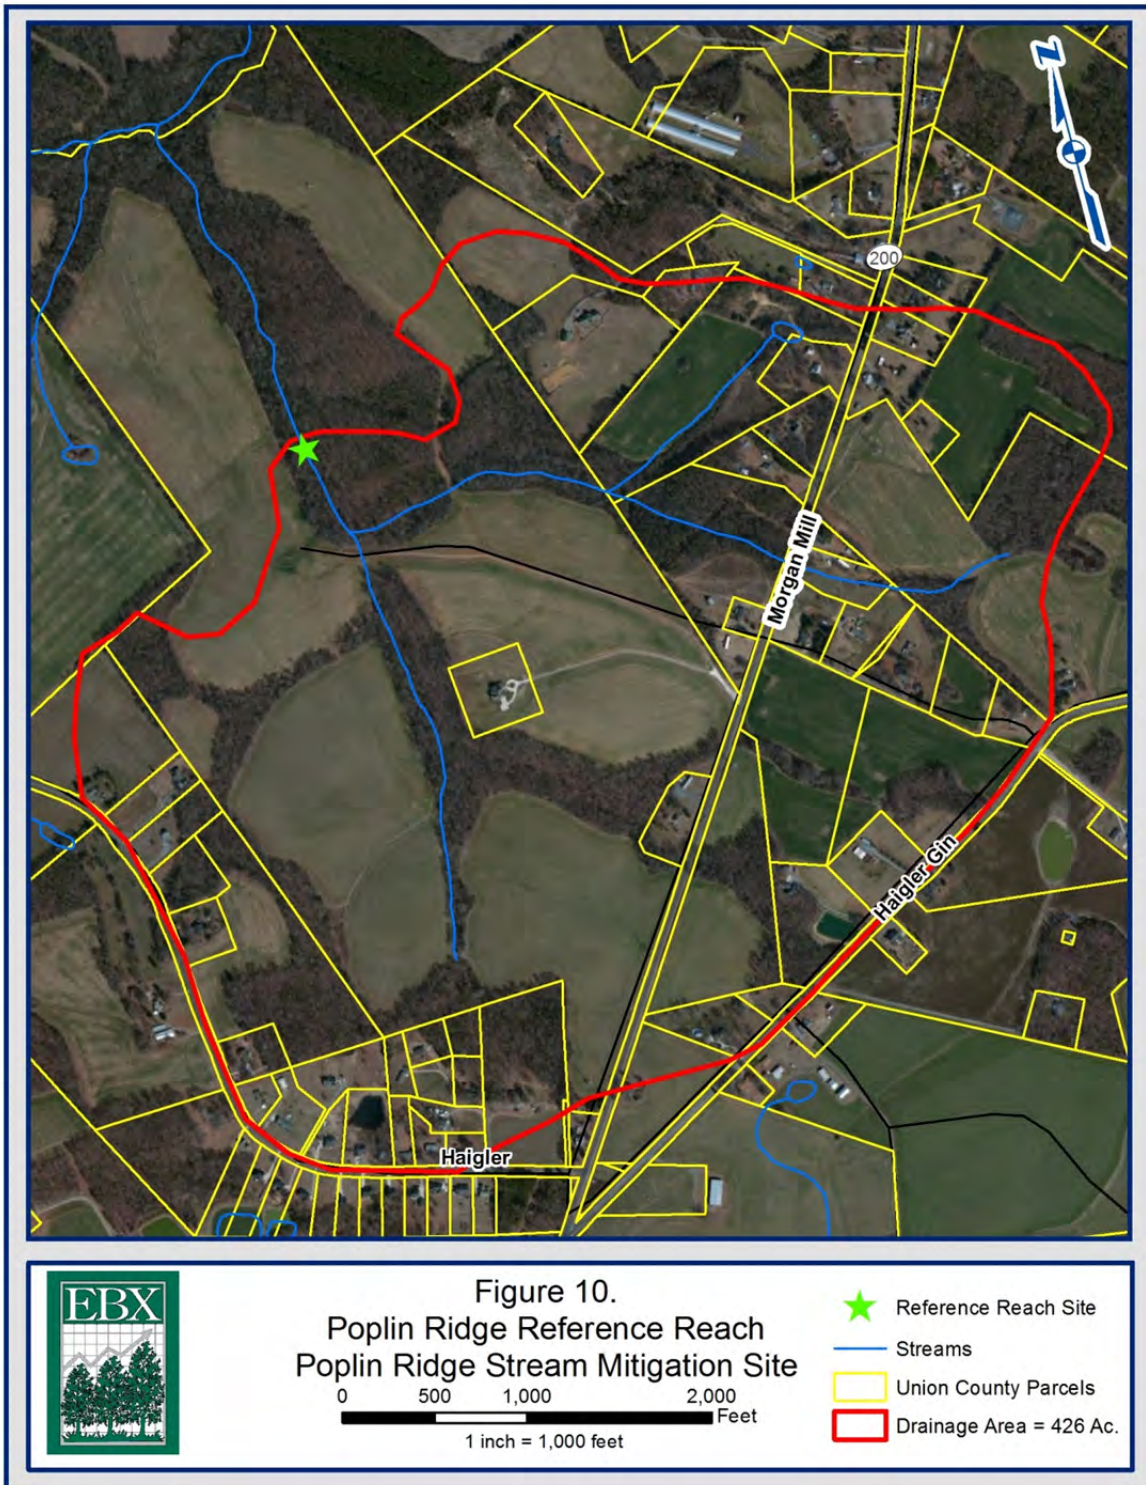 N
200
Morgan Mill
Haigler Gin
Haigler
EBX
Figure 10.
Poplin Ridge Reference Reach
Poplin Ridge Stream Mitigation Site
0 500 1,000 2,000
Feet
1 inch = 1,000 feet
Reference Reach Site
Streams
Union County Parcels
Drainage Area = 426 Ac.